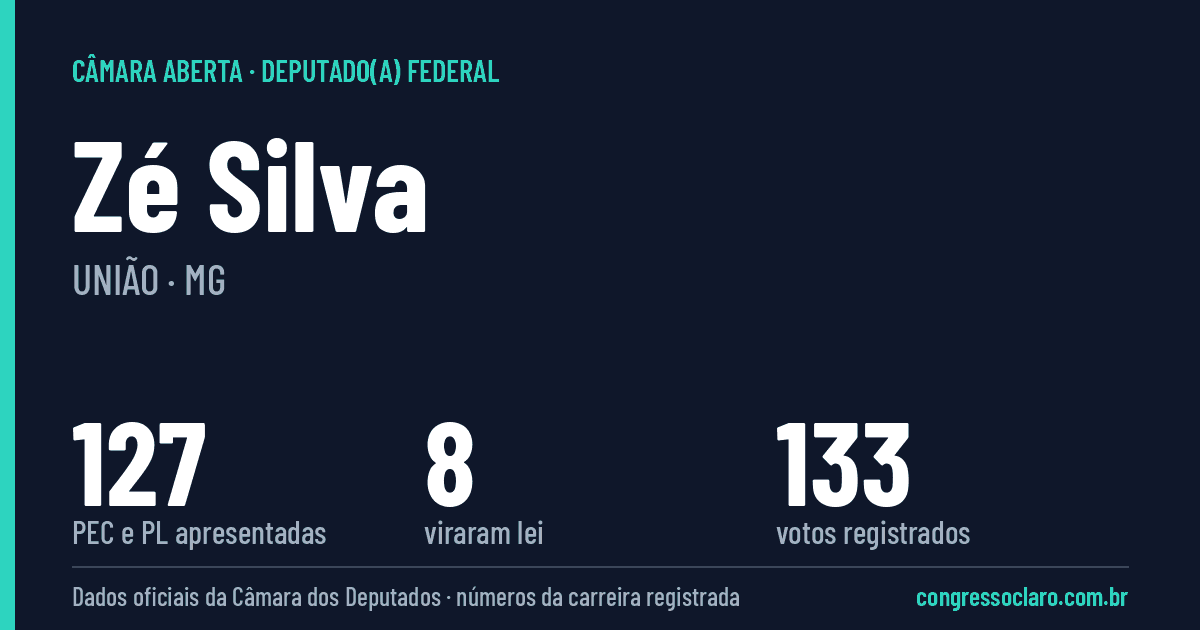 CÂMARA ABERTA · DEPUTADO(A) FEDERAL
Zé Silva
UNIÃO · MG
127 8 133
PEC e PL apresentadas viraram lei votos registrados
Dados oficiais da Câmara dos Deputados · números da carreira registrada congressoclaro.com.br